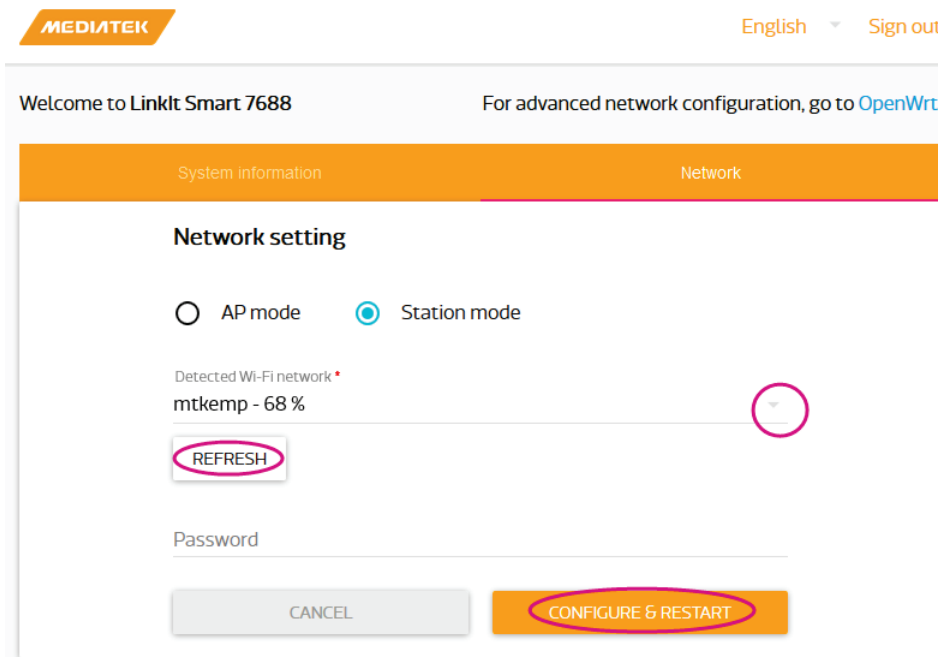 MEDIATEK
English Sign out
Welcome to LinkIt Smart 7688 For advanced network configuration, go to OpenWrt
System information Network
Network setting
AP mode Station mode
Detected Wi-Fi network *
mtkemp - 68 %
REFRESH
Password
CANCEL CONFIGURE & RESTART